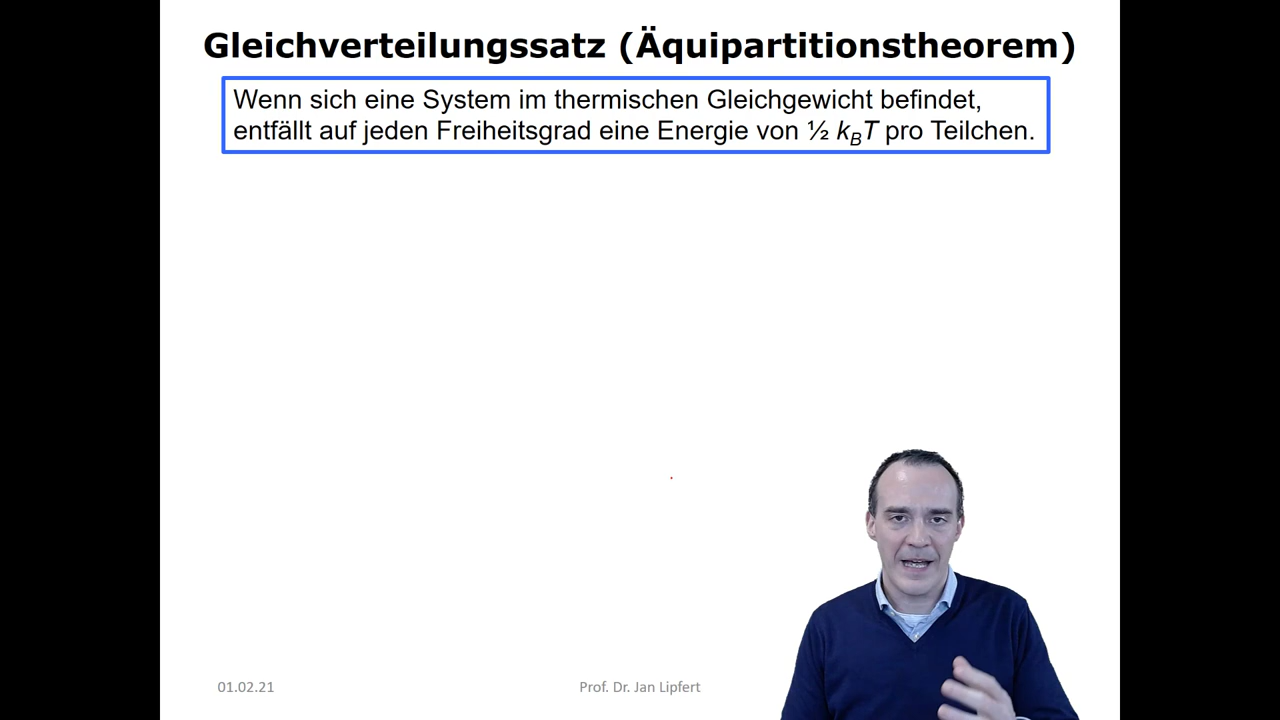 Gleichverteilungssatz (Äquipartitionstheorem)
Wenn sich eine System im thermischen Gleichgewicht befindet,
entfällt auf jeden Freiheitsgrad eine Energie von ½ k_BT pro Teilchen.
01.02.21
Prof. Dr. Jan Lipfert